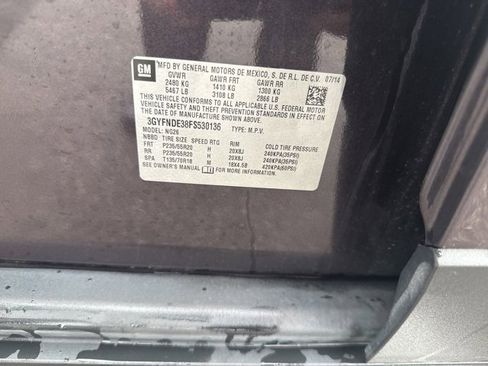 GM
MFD BY GENERAL MOTORS DE MEXICO, S. DE R.L. DE C.V. 07/14
GVWR GAWR FRT GAWR RR
2480 KG 1410 KG 1300 KG
5467 LB 3108 LB 2866 LB
THIS VEHICLE CONFORMS TO ALL APPLICABLE U.S. FEDERAL MOTOR
VEHICLE SAFETY AND THEFT PREVENTION STANDARDS IN EFFECT ON
THE DATE OF MANUFACTURE SHOWN ABOVE.
3GYFNDE38FS530136 TYPE: M.P.V.
MODEL: NG26
NBBD TIRE SIZE SPEED RTG RIM COLD TIRE PRESSURE
FRT P235/55R20 H 20X8J 240KPA(35PSI)
RR P235/55R20 H 20X8J 240KPA(35PSI)
SPA T135/70R18 M 18X4.5B 420KPA(60PSI)
SEE OWNER'S MANUAL FOR MORE INFORMATION.